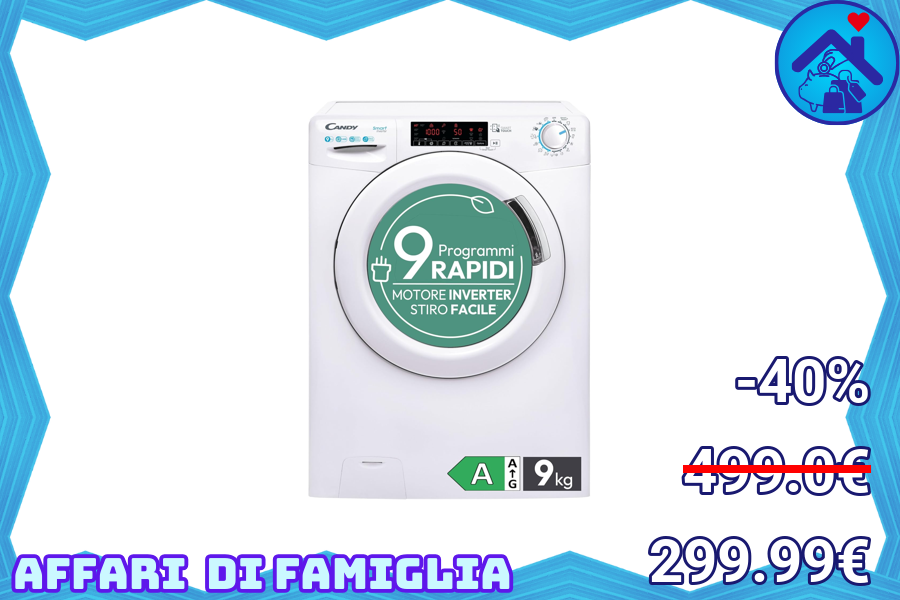 CANDY
Smart
1000 50
9 Programmi
RAPIDI
MOTORE INVERTER
STIRO FACILE
A
A
G
9kg
-40%
499.0€
299.99€
AFFARI DI FAMIGLIA